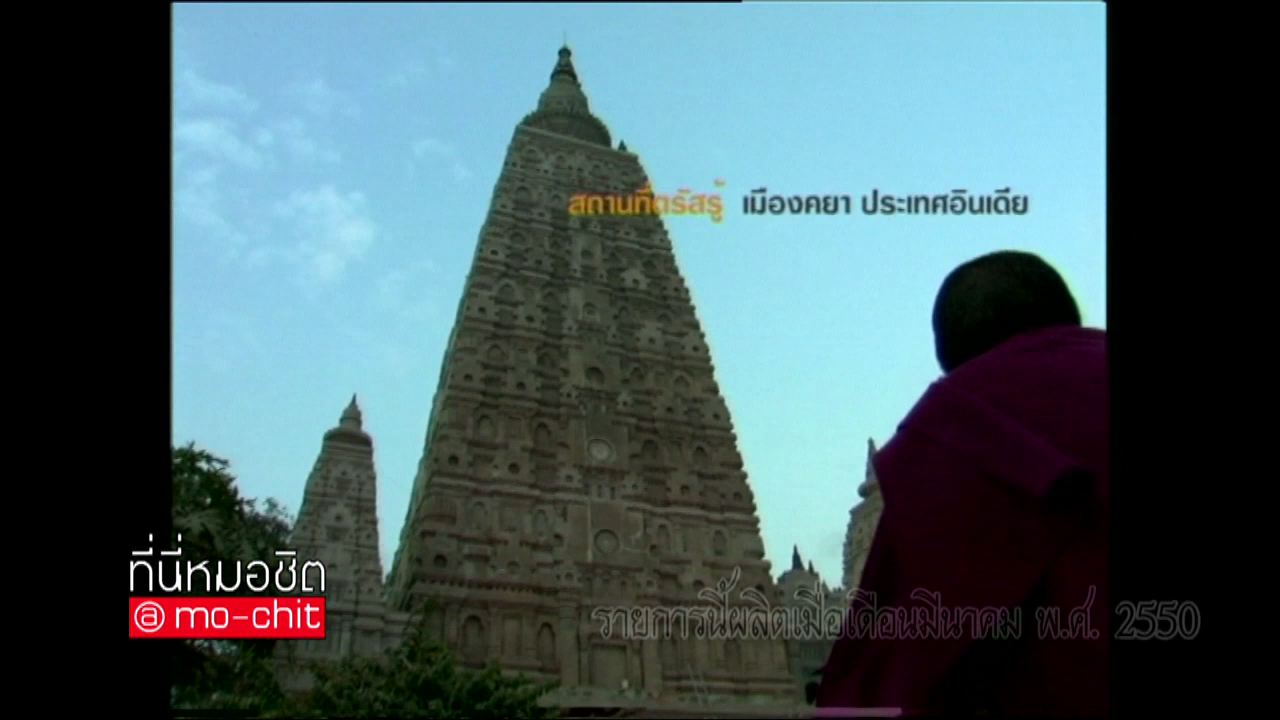 สถานที่ตรัสรู้ เมืองคยา ประเทศอินเดีย
ที่นี่หมอชิต
@mo-chit
รายการนี้ผลิตเมื่อเดือนมีนาคม พ.ศ. 2550